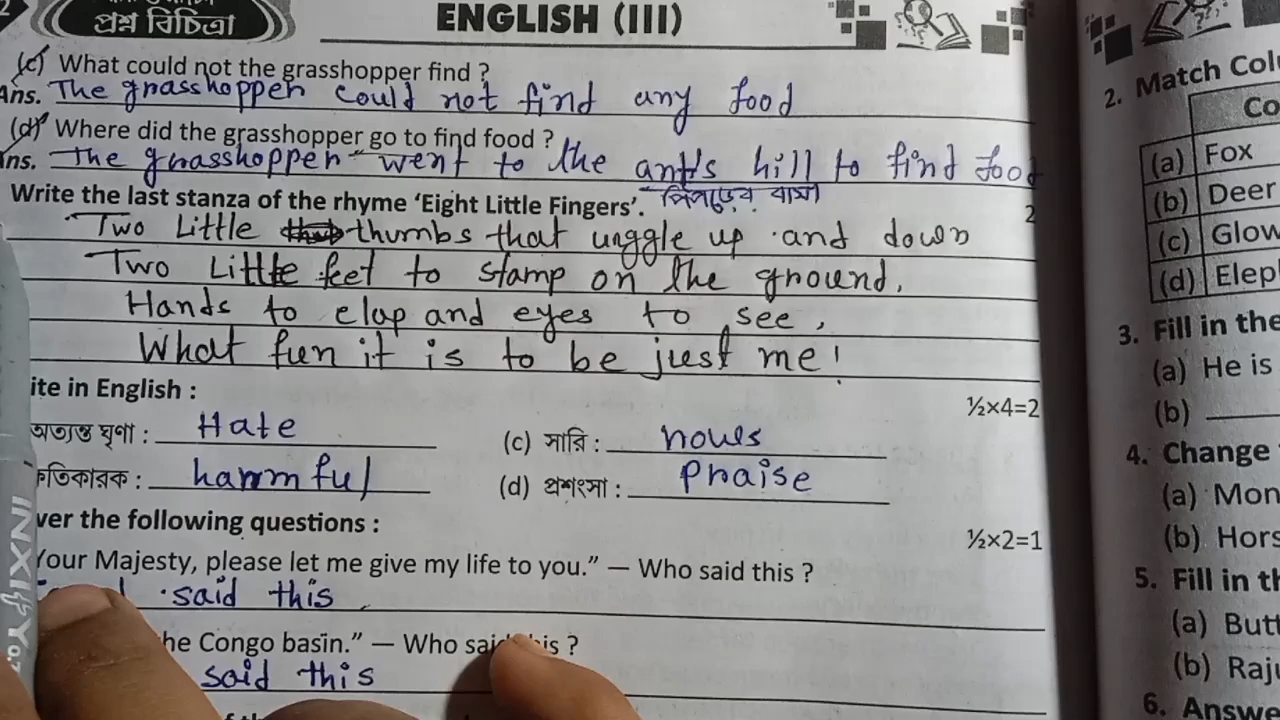 প্রশ্ন বিচিত্রা
ENGLISH (III)
(c) What could not the grasshopper find ?
Ans. The grasshopper could not find any food
(d) Where did the grasshopper go to find food ?
ns. The grasshopper went to the ant's hill to find food
পিঁপড়ের বাসা
Write the last stanza of the rhyme ‘Eight Little Fingers’.
2
Two Little thumbs that unggle up and down
Two Little feet to stamp on the ground.
Hands to clap and eyes to see,
What fun it is to be just me!
ite in English :
½×4=2
অত্যন্ত ঘৃণা : Hate
(c) সারি : rows
কতিকারক : harmful
(d) প্রশংসা : Praise
ver the following questions :
½×2=1
Your Majesty, please let me give my life to you.” — Who said this ?
said this
he Congo basin.” — Who said this ?
said this
INXI
2. Match Colu
Co
(a) Fox
(b) Deer
(c) Glow
(d) Elep
3. Fill in the
(a) He is
(b)
4. Change
(a) Mon
(b) Hors
5. Fill in th
(a) Butt
(b) Raju
6. Answe